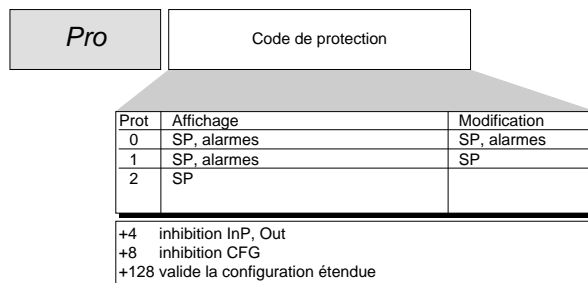 Pro
Code de protection
Prot Affichage Modification
0 SP, alarmes SP, alarmes
1 SP, alarmes SP
2 SP
+4 inhibition InP, Out
+8 inhibition CFG
+128 valide la configuration étendue